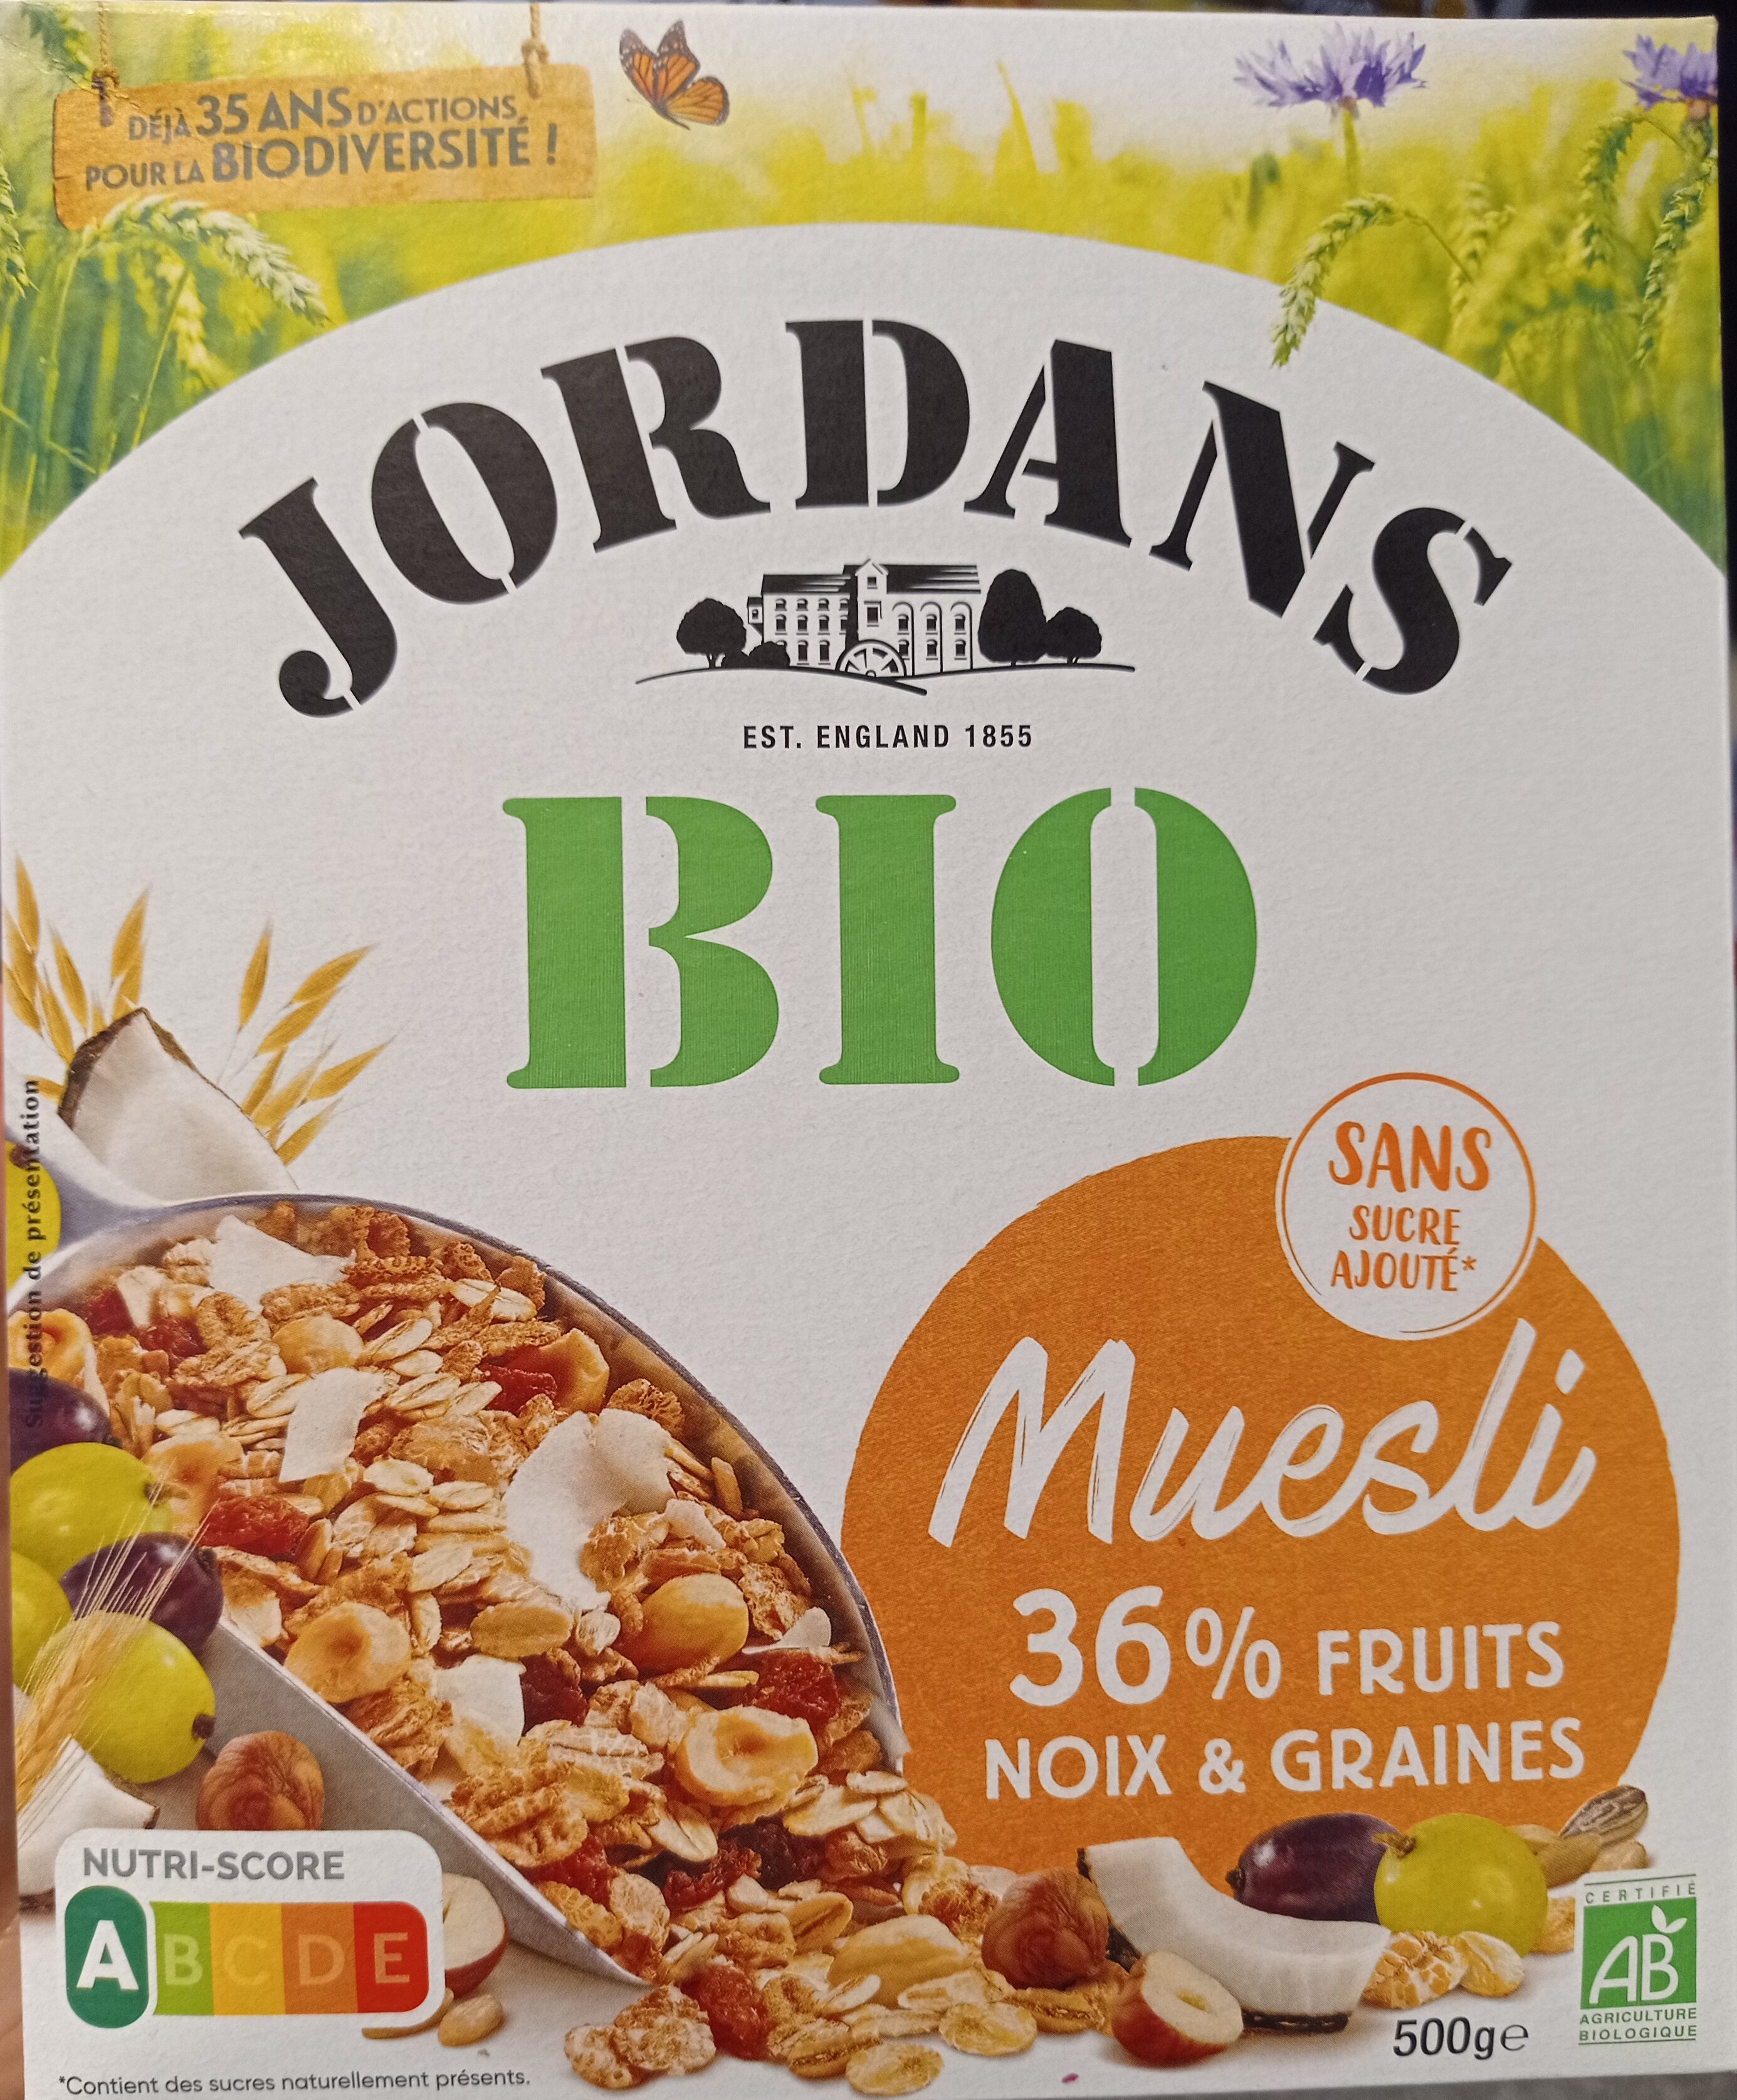 DÉJÀ 35 ANS D'ACTIONS
POUR LA BIODIVERSITÉ !
JORDANS
EST. ENGLAND 1855
BIO
SANS
SUCRE
AJOUTÉ*
Muesli
36% FRUITS
NOIX & GRAINES
Suggestion de présentation
NUTRI-SCORE
A B C D E
CERTIFIÉ
AB
AGRICULTURE
BIOLOGIQUE
500g℮
*Contient des sucres naturellement présents.